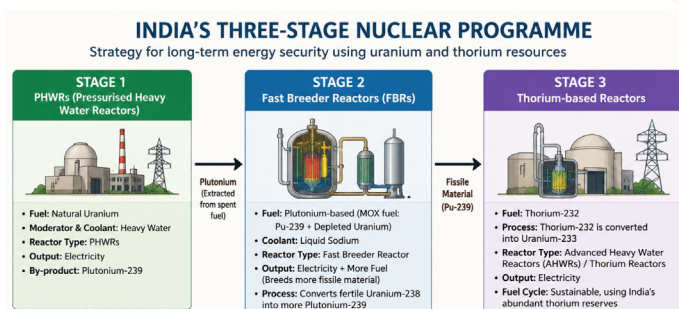 INDIA'S THREE-STAGE NUCLEAR PROGRAMME
Strategy for long-term energy security using uranium and thorium resources
STAGE 1
PHWRs (Pressurised Heavy
Water Reactors)
• Fuel: Natural Uranium
• Moderator & Coolant: Heavy Water
• Reactor Type: PHWRs
• Output: Electricity
• By-product: Plutonium-239
Plutonium
(Extracted
from spent
fuel)
STAGE 2
Fast Breeder Reactors (FBRs)
• Fuel: Plutonium-based (MOX fuel:
Pu-239 + Depleted Uranium)
• Coolant: Liquid Sodium
• Reactor Type: Fast Breeder Reactor
• Output: Electricity + More Fuel
(Breeds more fissile material)
• Process: Converts fertile Uranium-238
into more Plutonium-239
Fissile
Material
(Pu-239)
STAGE 3
Thorium-based Reactors
• Fuel: Thorium-232
• Process: Thorium-232 is converted
into Uranium-233
• Reactor Type: Advanced Heavy Water
Reactors (AHWRs) / Thorium Reactors
• Output: Electricity
• Fuel Cycle: Sustainable, using India's
abundant thorium reserves